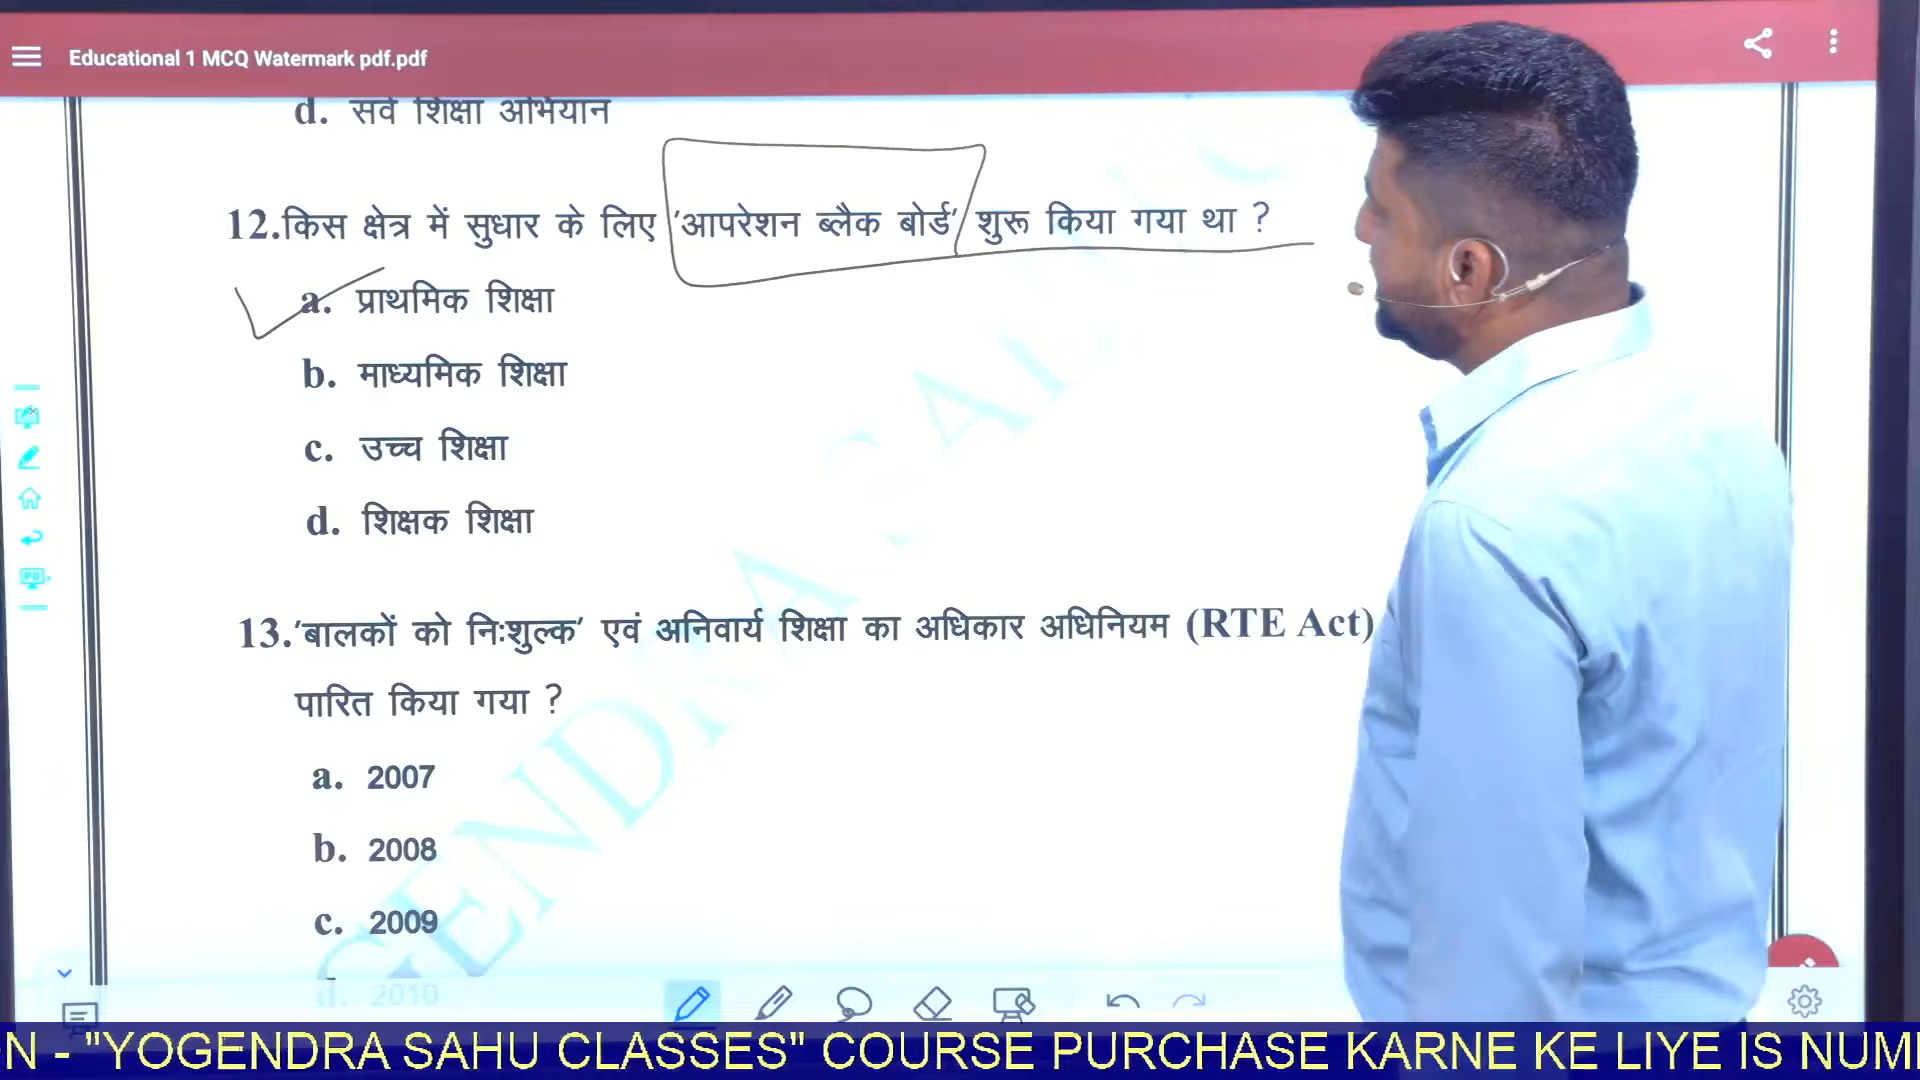 Educational 1 MCQ Watermark pdf.pdf
d. सर्व शिक्षा अभियान
12.किस क्षेत्र में सुधार के लिए 'आपरेशन ब्लैक बोर्ड' शुरू किया गया था ?
a. प्राथमिक शिक्षा
b. माध्यमिक शिक्षा
c. उच्च शिक्षा
d. शिक्षक शिक्षा
13.'बालकों को निःशुल्क' एवं अनिवार्य शिक्षा का अधिकार अधिनियम (RTE Act)
पारित किया गया ?
a. 2007
b. 2008
c. 2009
d. 2010
N - "YOGENDRA SAHU CLASSES" COURSE PURCHASE KARNE KE LIYE IS